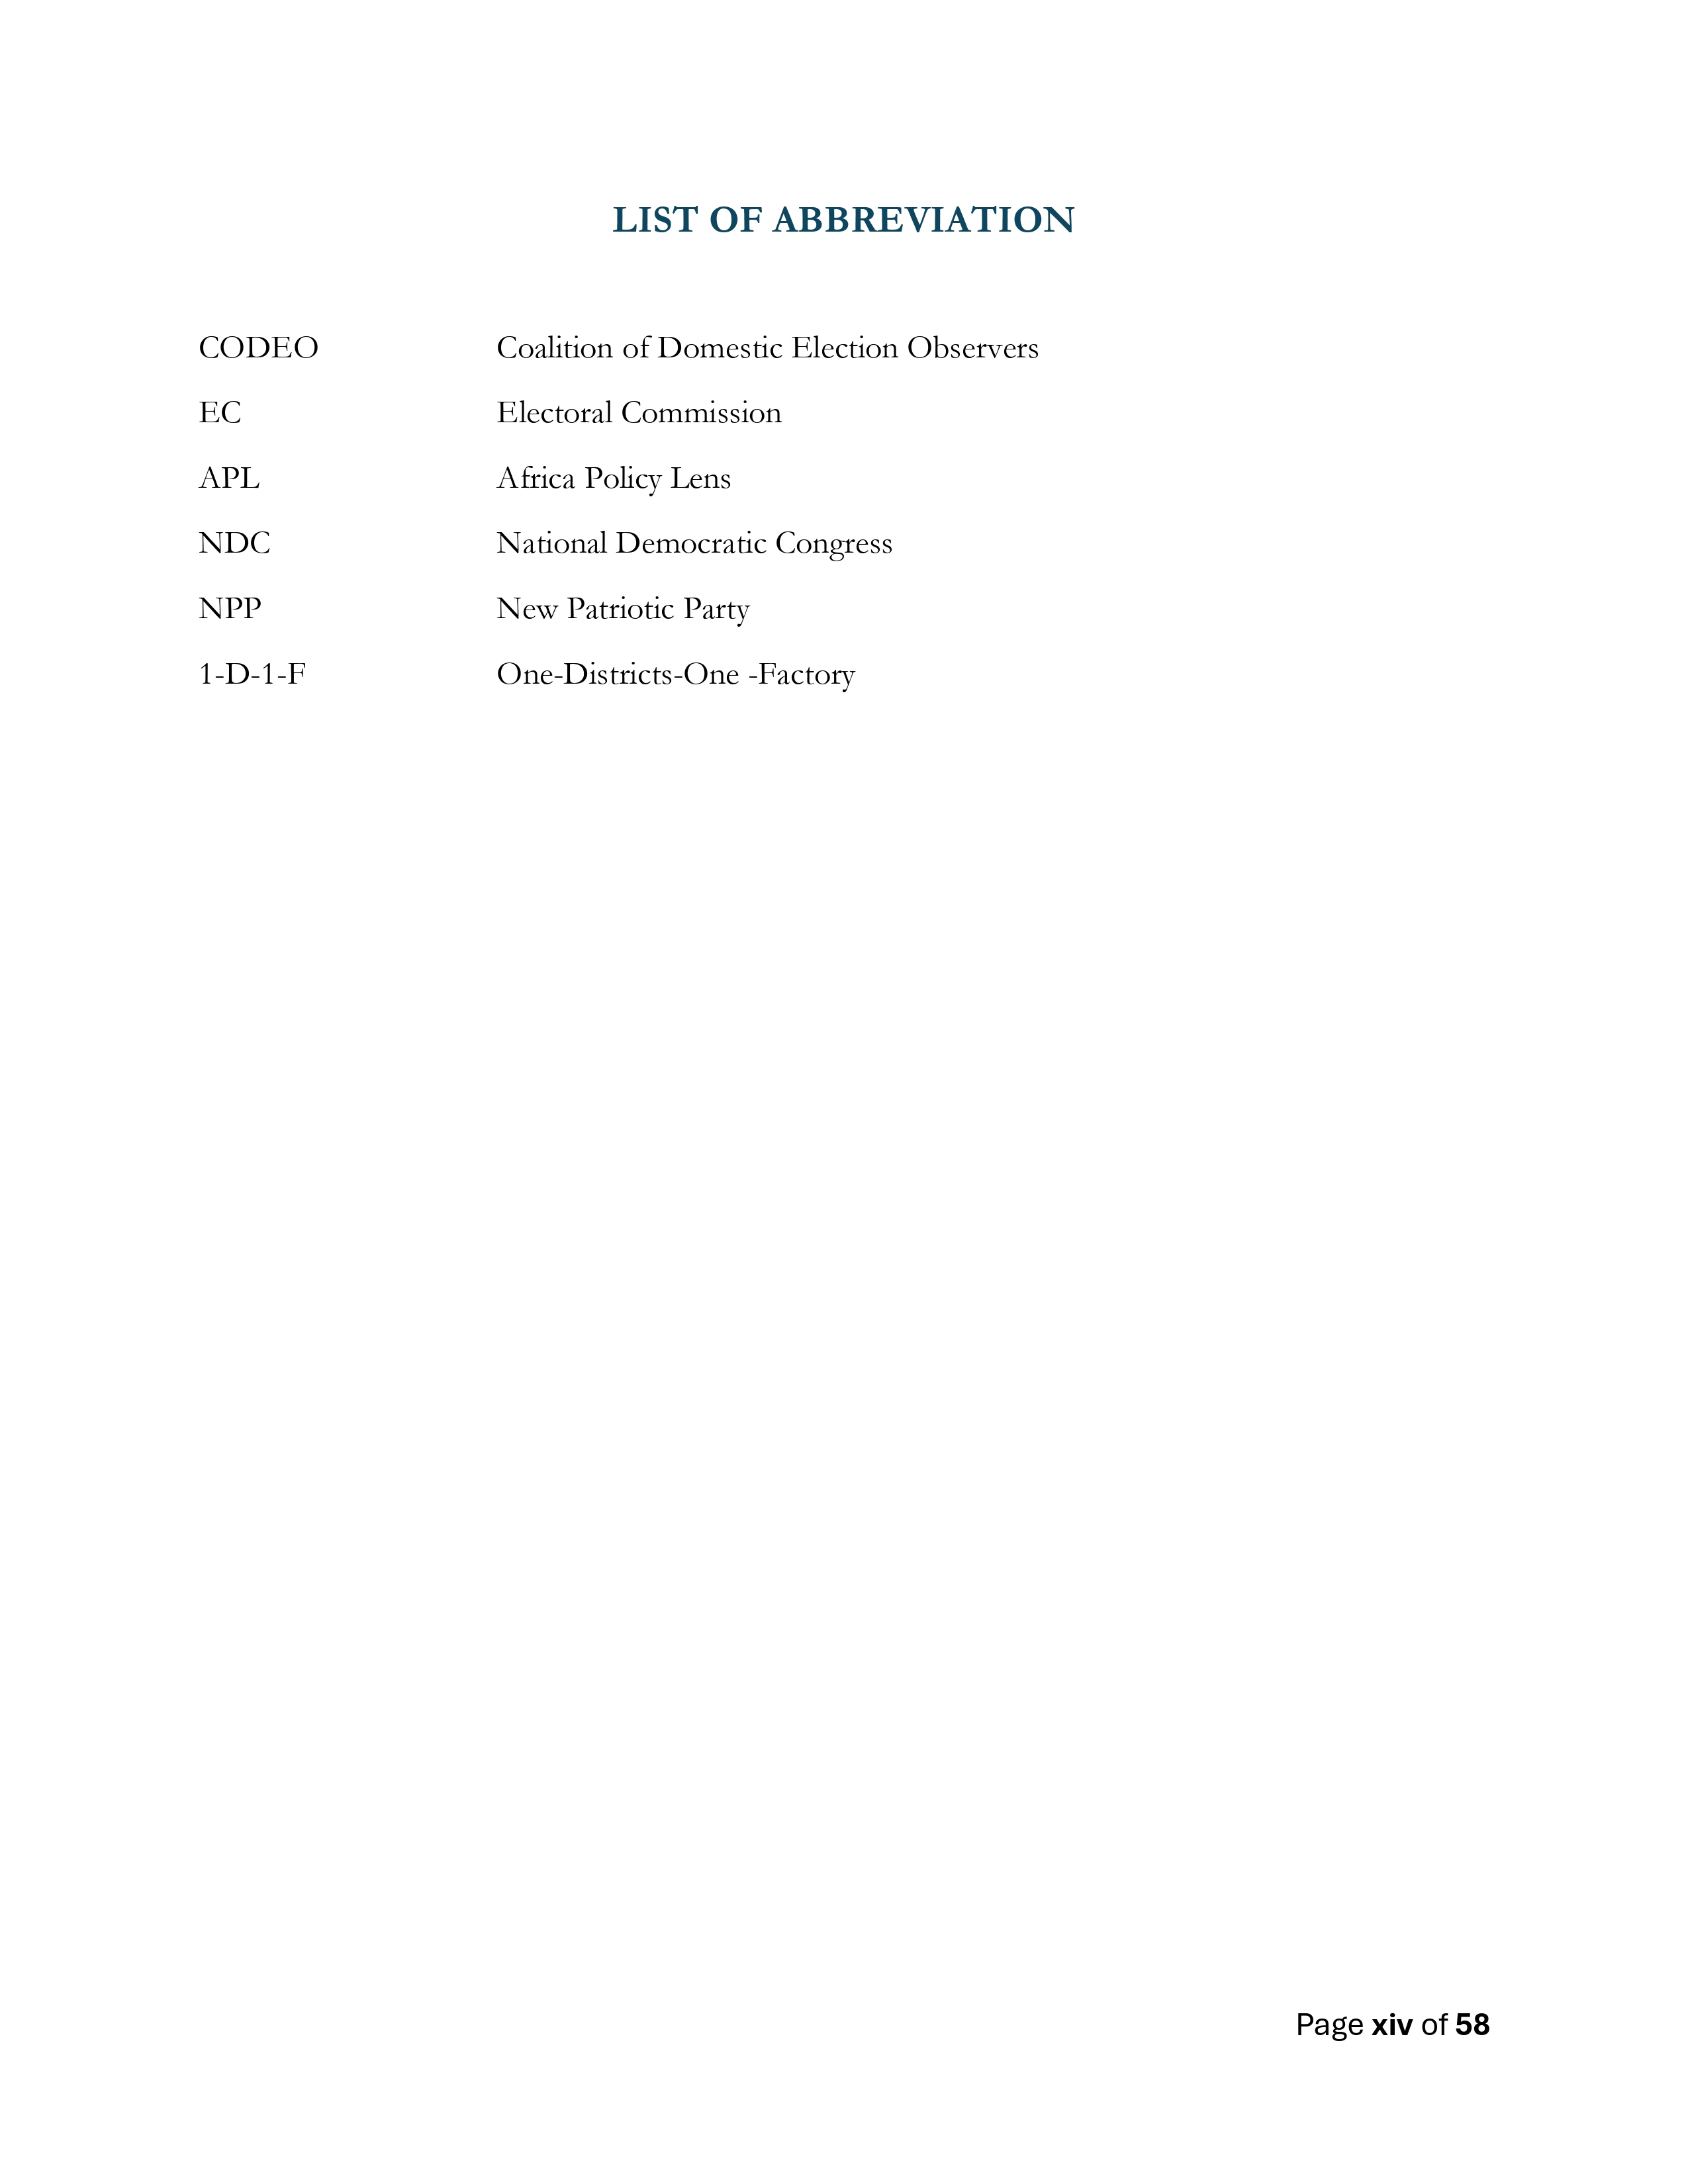 LIST OF ABBREVIATION
CODEO Coalition of Domestic Election Observers
EC Electoral Commission
APL Africa Policy Lens
NDC National Democratic Congress
NPP New Patriotic Party
1-D-1-F One-Districts-One -Factory
Page xiv of 58